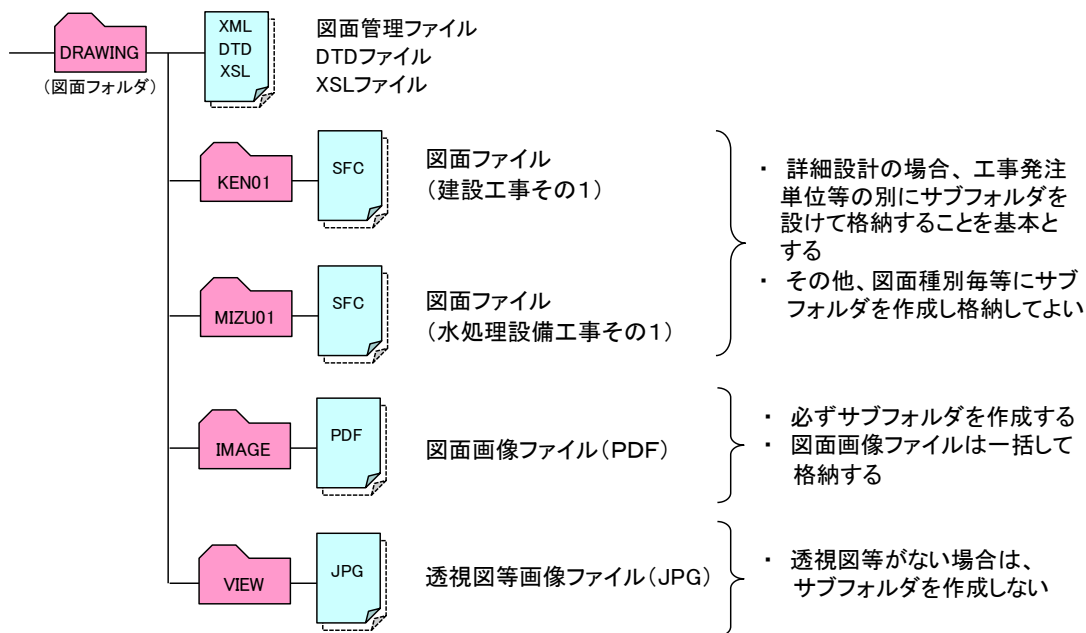 DRAWING
(図面フォルダ)
XML
DTD
XSL
図面管理ファイル
DTDファイル
XSLファイル
KEN01
SFC
図面ファイル
(建設工事その1)
MIZU01
SFC
図面ファイル
(水処理設備工事その1)
・ 詳細設計の場合、工事発注
単位等の別にサブフォルダを
設けて格納することを基本と
する
・ その他、図面種別毎等にサブ
フォルダを作成し格納してよい
IMAGE
PDF
図面画像ファイル(PDF)
・ 必ずサブフォルダを作成する
・ 図面画像ファイルは一括して
格納する
VIEW
JPG
透視図等画像ファイル(JPG)
・ 透視図等がない場合は、
サブフォルダを作成しない